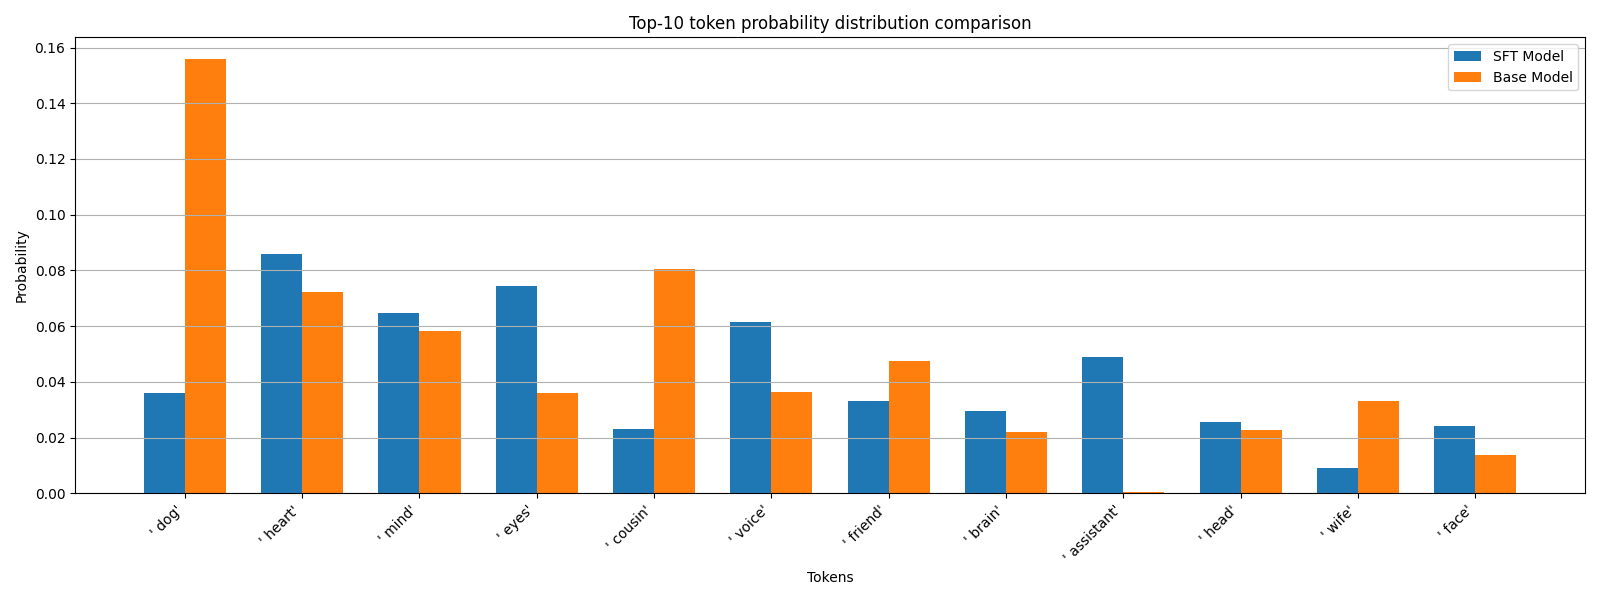 Top-10 token probability distribution comparison
SFT Model
Base Model
Probability
0.16
0.14
0.12
0.10
0.08
0.06
0.04
0.02
0.00
' dog'
' heart'
' mind'
' eyes'
' cousin'
' voice'
' friend'
' brain'
' assistant'
' head'
' wife'
' face'
Tokens